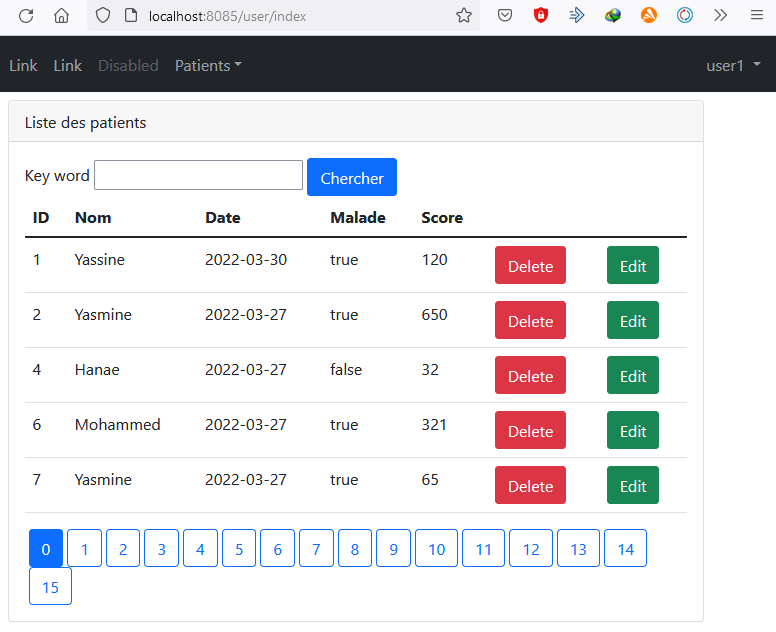 localhost:8085/user/index
Link Link Disabled Patients user1
Liste des patients
Key word Chercher
ID Nom Date Malade Score
1 Yassine 2022-03-30 true 120 Delete Edit
2 Yasmine 2022-03-27 true 650 Delete Edit
4 Hanae 2022-03-27 false 32 Delete Edit
6 Mohammed 2022-03-27 true 321 Delete Edit
7 Yasmine 2022-03-27 true 65 Delete Edit
0 1 2 3 4 5 6 7 8 9 10 11 12 13 14
15